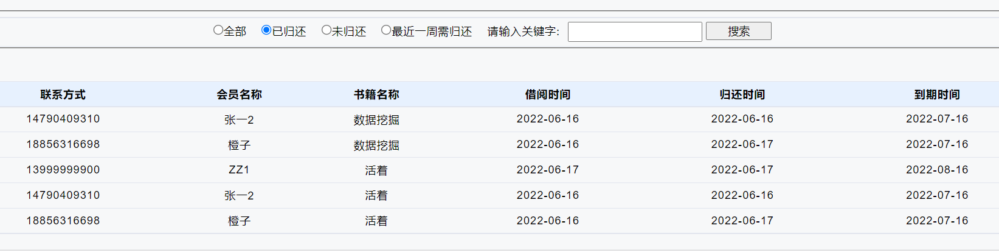 全部 已归还 未归还 最近一周需归还 请输入关键字: 搜索
联系方式 会员名称 书籍名称 借阅时间 归还时间 到期时间
14790409310 张一2 数据挖掘 2022-06-16 2022-06-16 2022-07-16
18856316698 橙子 数据挖掘 2022-06-16 2022-06-17 2022-07-16
13999999900 ZZ1 活着 2022-06-17 2022-06-17 2022-08-16
14790409310 张一2 活着 2022-06-16 2022-06-16 2022-07-16
18856316698 橙子 活着 2022-06-16 2022-06-17 2022-07-16